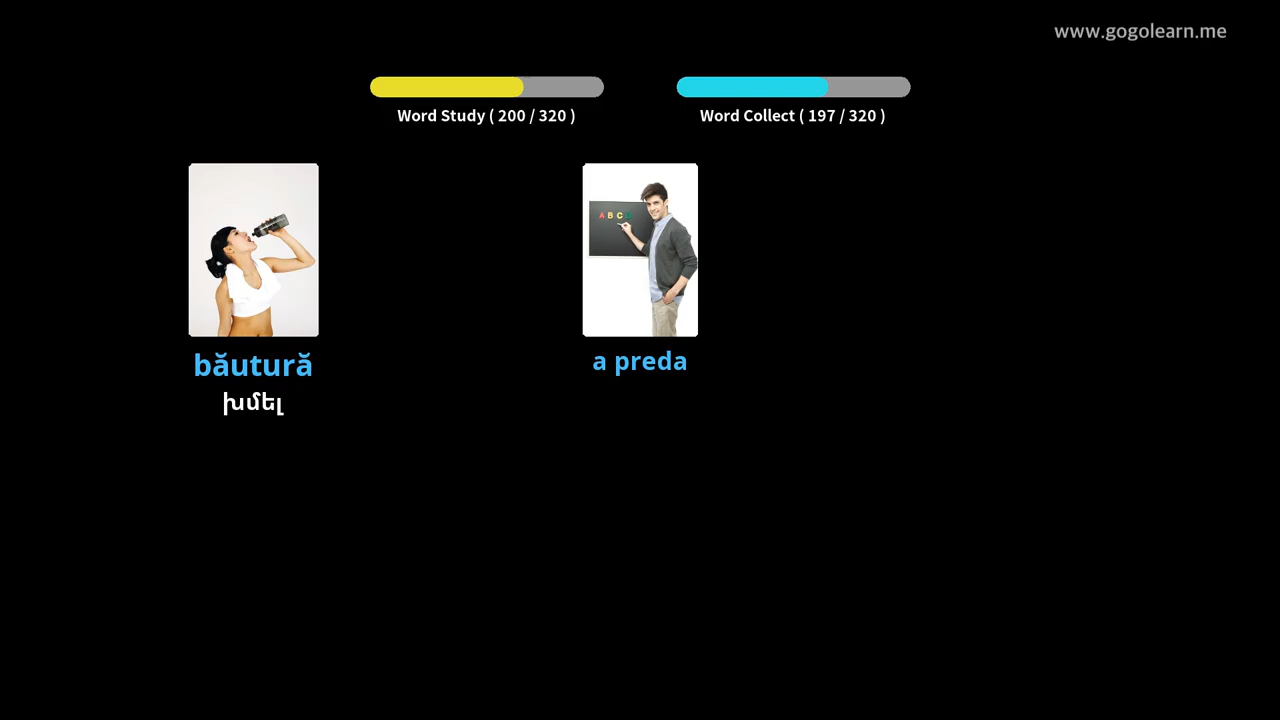 www.gogolearn.me
Word Study ( 200 / 320 )
Word Collect ( 197 / 320 )
A B C D
băutură
խմել
a preda